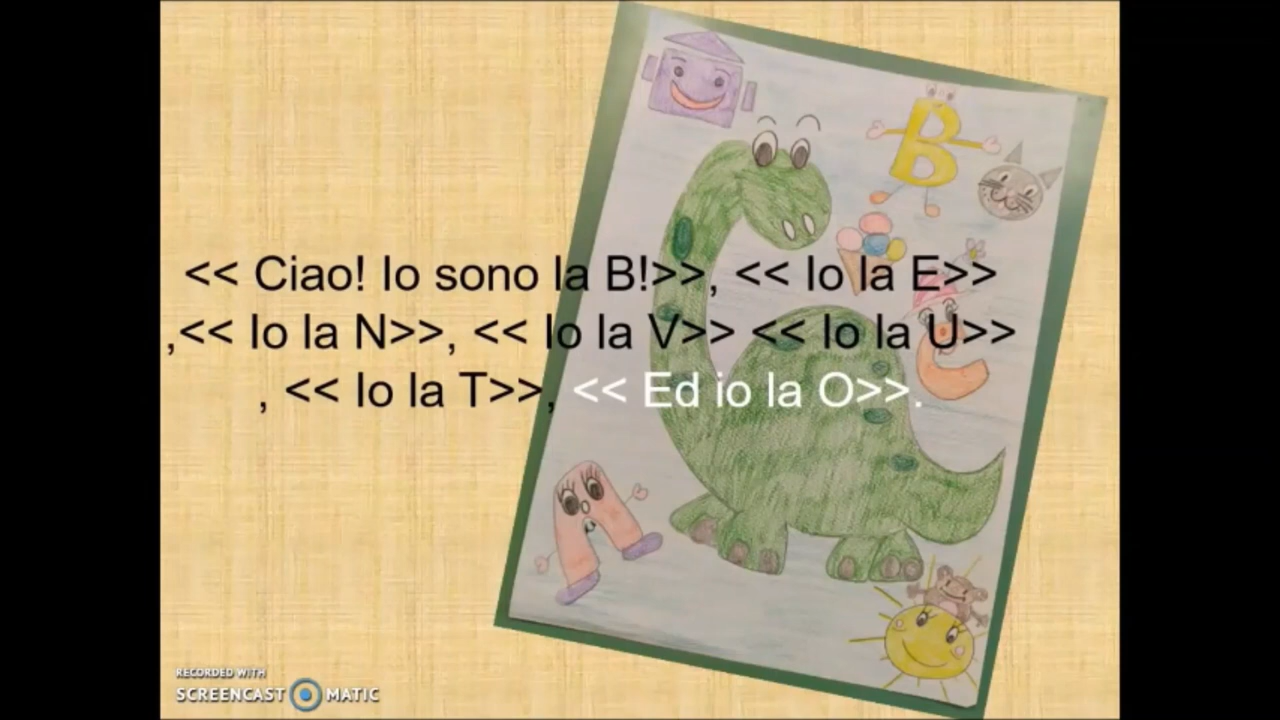 << Ciao! Io sono la B!>>, << Io la E>>
,<< Io la N>>, << Io la V>> << Io la U>>
, << Io la T>>, << Ed io la O>>.
B
RECORDED WITH
SCREENCAST MATIC